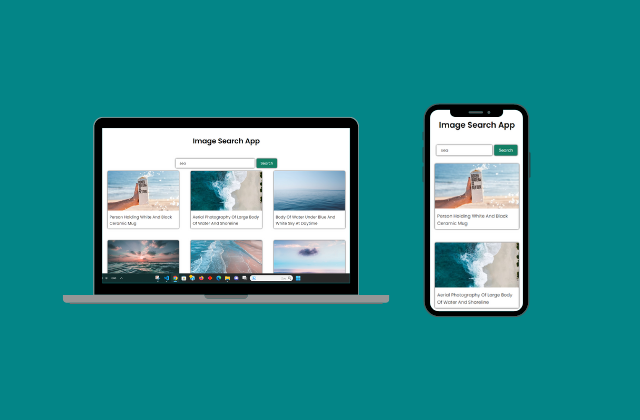 Image Search App
sea
Search
Person Holding White And Black
Ceramic Mug
Aerial Photography Of Large Body
Of Water And Shoreline
Body Of Water Under Blue And
White Sky At Daytime
Image Search App
sea
Search
Person Holding White And Black
Ceramic Mug
Aerial Photography Of Large Body
Of Water And Shoreline